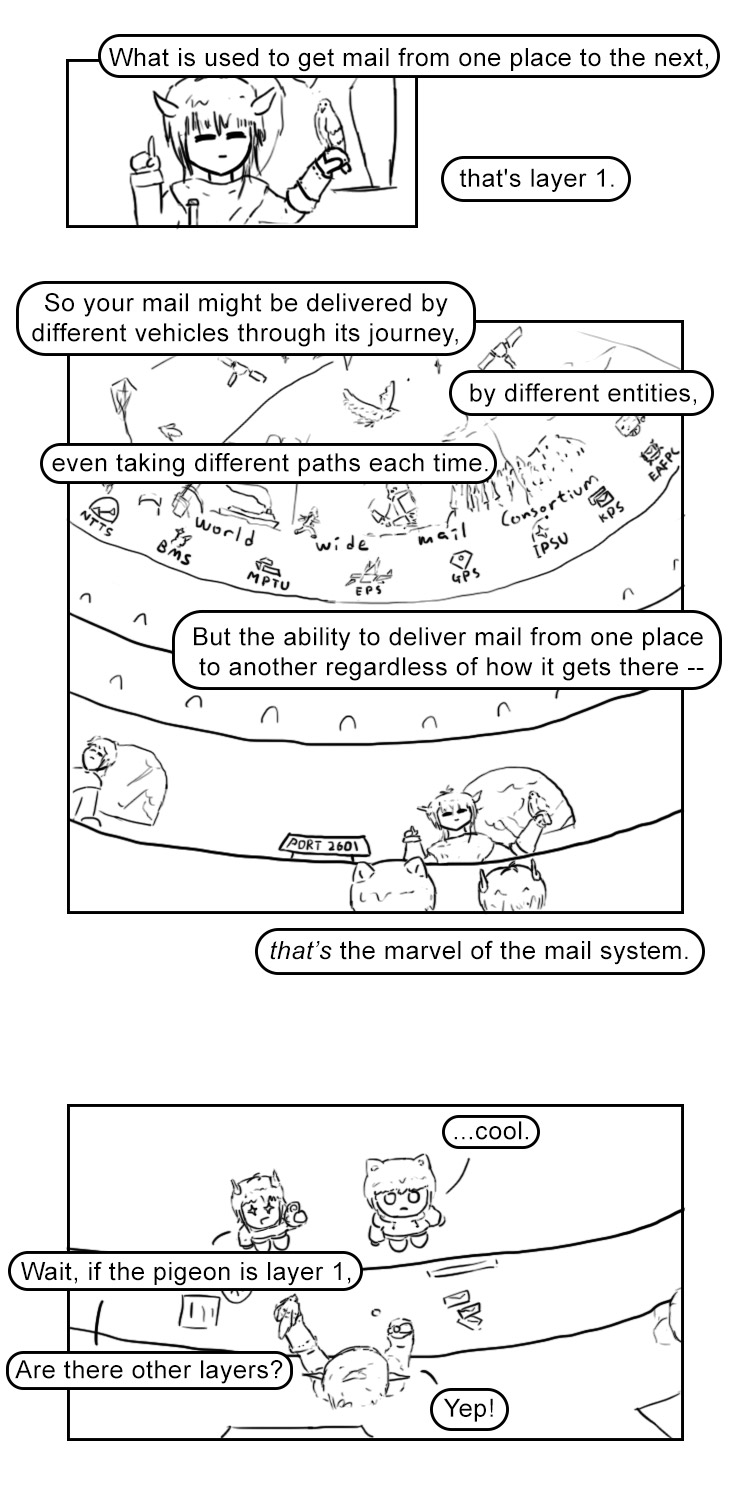 What is used to get mail from one place to the next,
that's layer 1.
So your mail might be delivered by
different vehicles through its journey,
by different entities,
even taking different paths each time.
World wide mail Consortium
NTTS
BMS
MPTU
EPS
GPS
IPSU
KPS
EAFPC
But the ability to deliver mail from one place
to another regardless of how it gets there --
PORT 2601
that's the marvel of the mail system.
...cool.
Wait, if the pigeon is layer 1,
Are there other layers?
Yep!